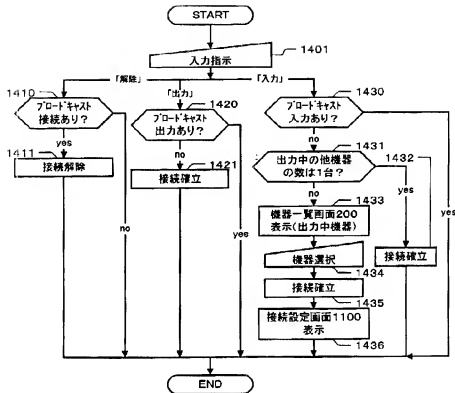 START
入力指示
1401
「解除」
「出力」
「入力」
1410
ブロードキャスト
接続あり?
1420
ブロードキャスト
出力あり?
1430
ブロードキャスト
入力あり?
yes
no
no
1411
接続解除
1421
接続確立
1431
出力中の他機器
の数は1台?
1432
no
yes
yes
no
yee
1433
機器一覧画面200
表示(出力中機器)
機器選択
1434
接続確立
接続確立
1435
接続設定画面1100
表示
1436
END